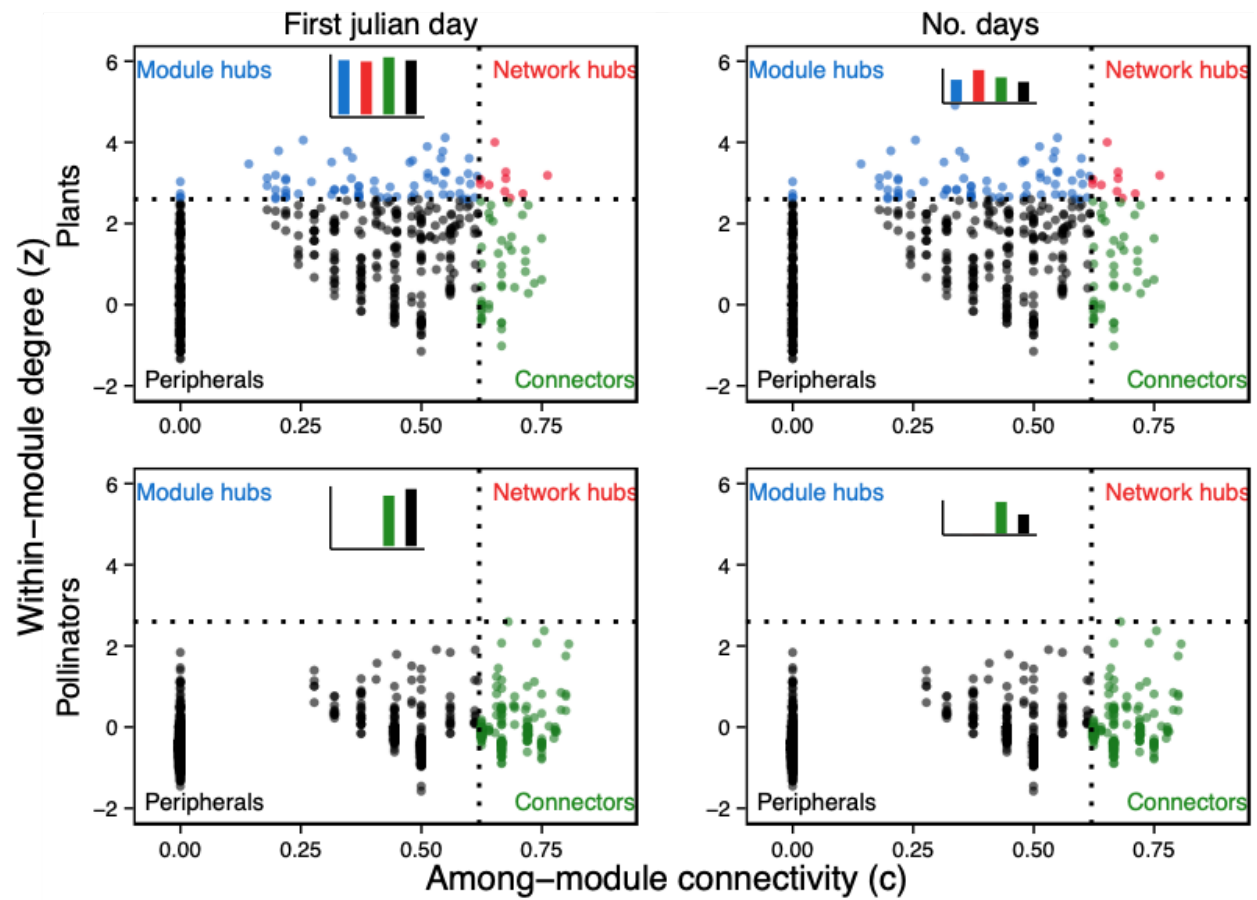 First julian day
No. days
Within−module degree (z)
Plants
6
4
2
0
−2
Module hubs
Network hubs
Peripherals
Connectors
0.00
0.25
0.50
0.75
6
4
2
0
−2
Module hubs
Network hubs
Peripherals
Connectors
0.00
0.25
0.50
0.75
Pollinators
6
4
2
0
−2
Module hubs
Network hubs
Peripherals
Connectors
0.00
0.25
0.50
0.75
6
4
2
0
−2
Module hubs
Network hubs
Peripherals
Connectors
0.00
0.25
0.50
0.75
Among−module connectivity (c)